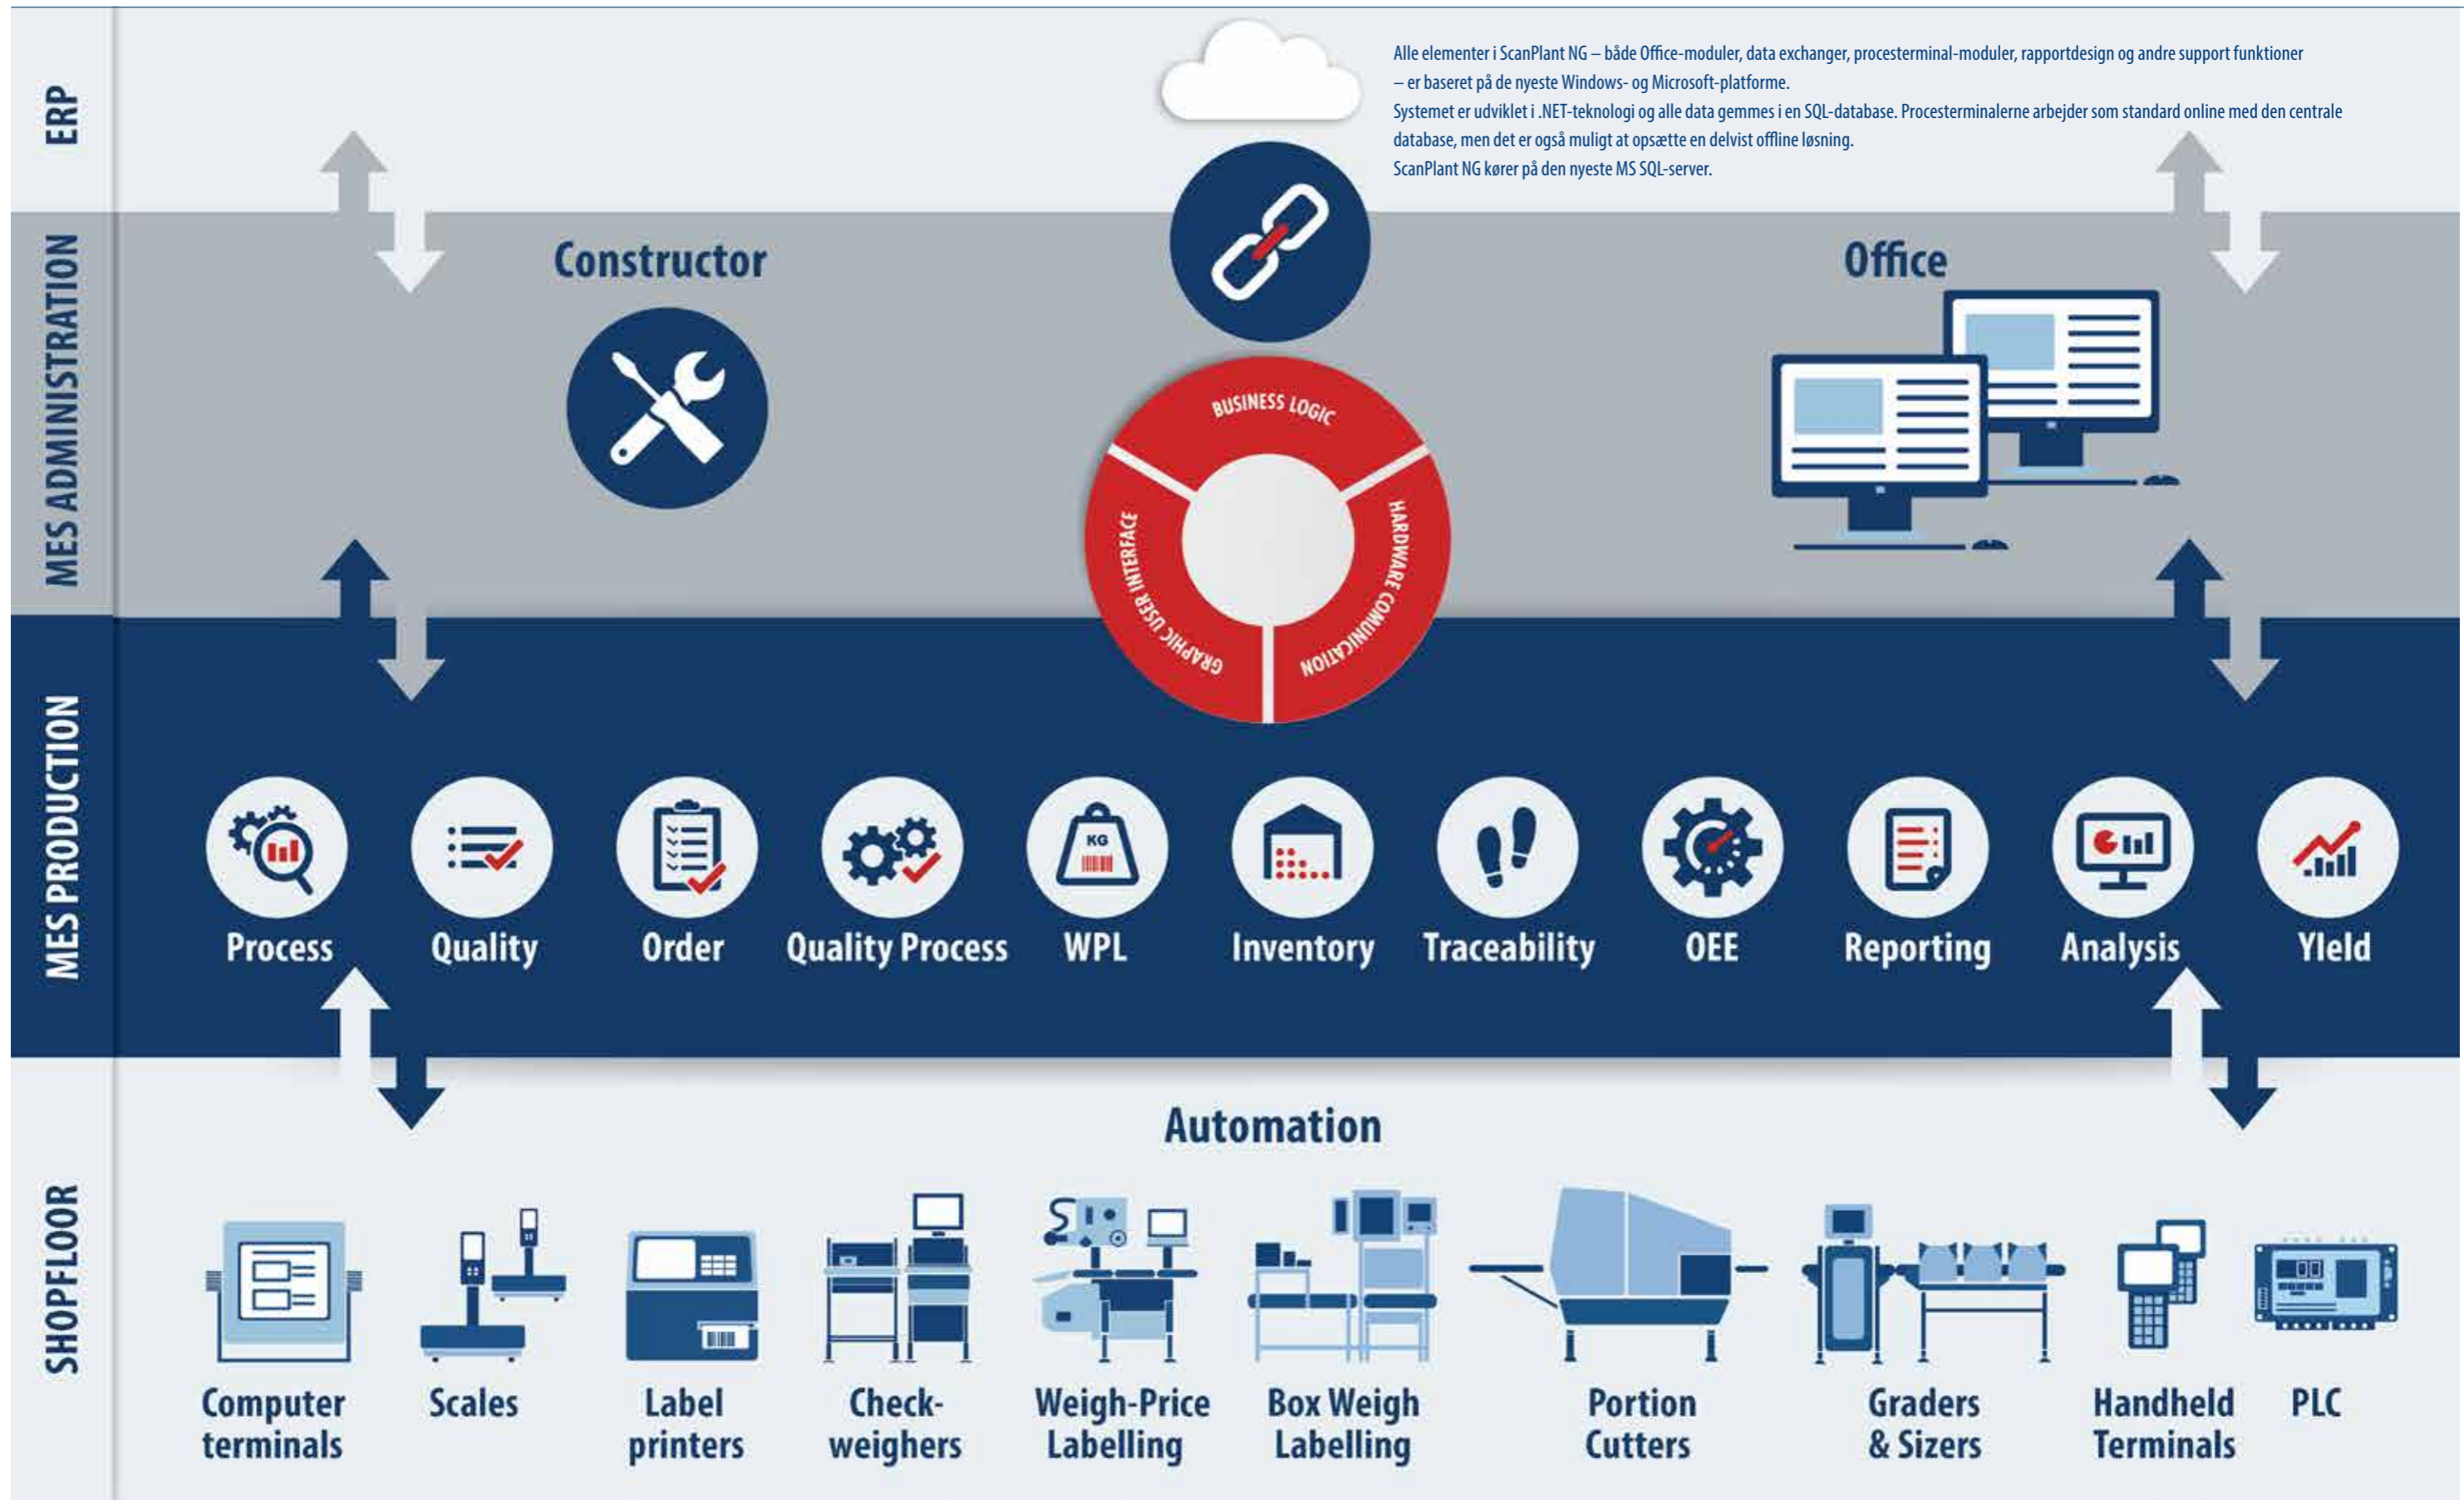 Alle elementer i ScanPlant NG – både Office-moduler, data exchanger, procesterminal-moduler, rapportdesign og andre support funktioner
– er baseret på de nyeste Windows- og Microsoft-platforme.
Systemet er udviklet i .NET-teknologi og alle data gemmes i en SQL-database. Procesterminalerne arbejder som standard online med den centrale
database, men det er også muligt at opsætte en delvist offline løsning.
ScanPlant NG kører på den nyeste MS SQL-server.
ERP
MES ADMINISTRATION
Constructor
Office
BUSINESS LOGIC
GRAPHIC USER INTERFACE
HARDWARE COMUNICATION
MES PRODUCTION
KG
Process
Quality
Order
Quality Process
WPL
Inventory
Traceability
OEE
Reporting
Analysis
YIeld
SHOPFLOOR
Automation
Computer
terminals
Scales
Label
printers
Check-
weighers
Weigh-Price
Labelling
Box Weigh
Labelling
Portion
Cutters
Graders
& Sizers
Handheld
Terminals
PLC